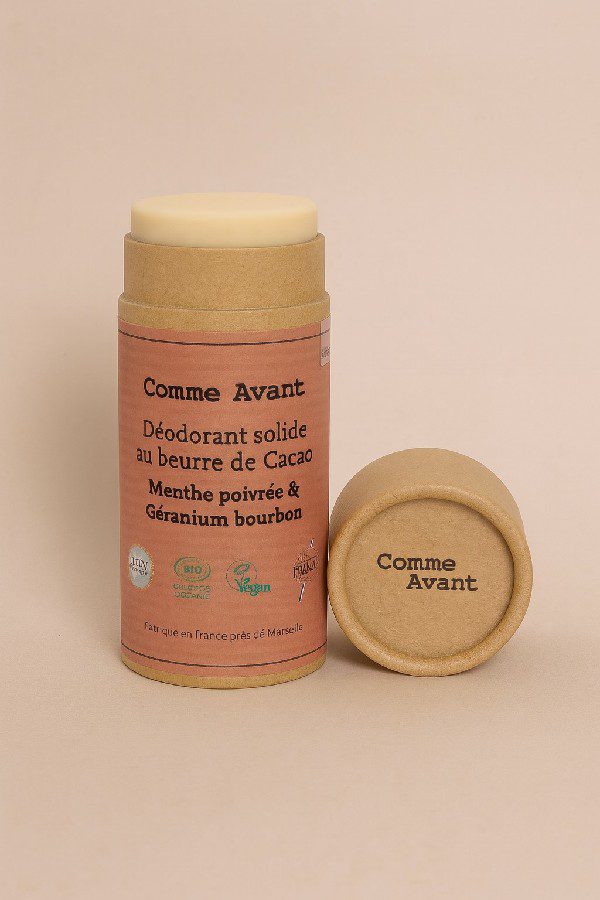 Comme Avant
Déodorant solide
au beurre de Cacao
Menthe poivrée &
Géranium bourbon
BIO
Vegan
Fabriqué en france près de Marseille
Comme
Avant